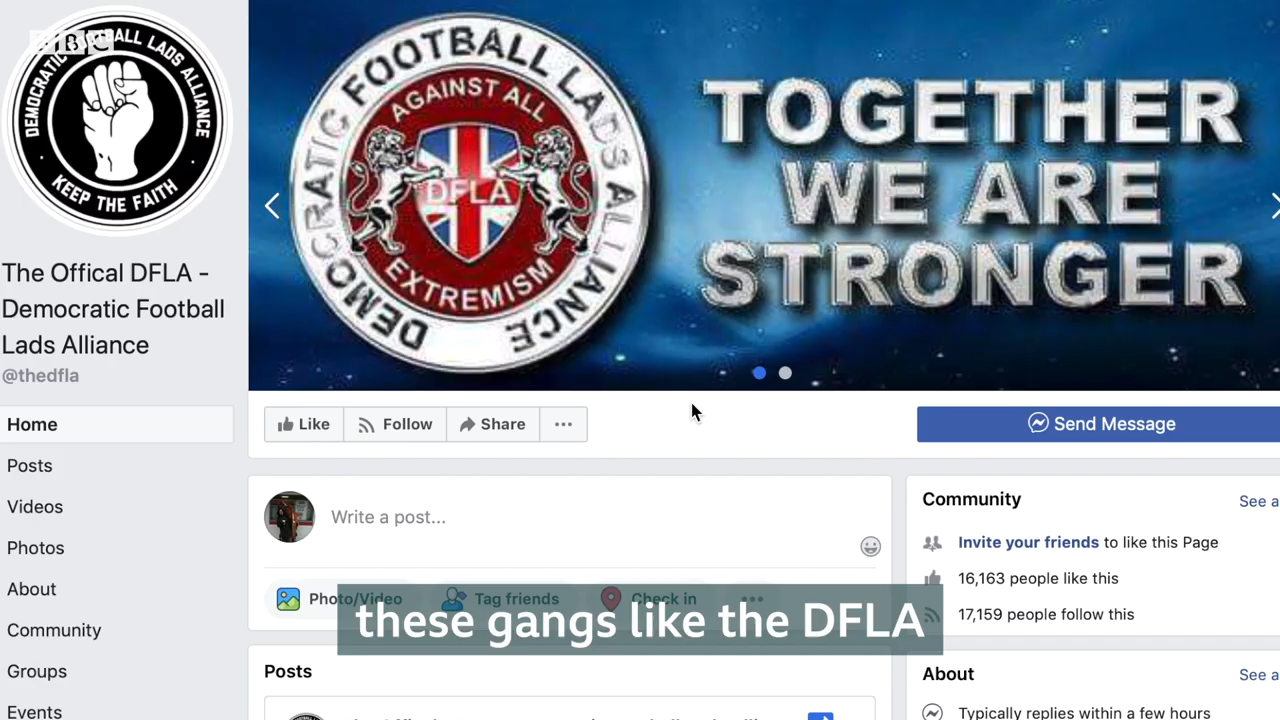 BBC
DEMOCRATIC FOOTBALL LADS ALLIANCE
KEEP THE FAITH
The Offical DFLA -
Democratic Football
Lads Alliance
@thedfla
Home
Posts
Videos
Photos
About
Community
Groups
Events
DEMOCRATIC FOOTBALL LADS ALLIANCE
AGAINST ALL
DFLA
EXTREMISM
TOGETHER
WE ARE
STRONGER
Like
Follow
Share
Send Message
Write a post...
Photo/Video
Tag friends
Check in
these gangs like the DFLA
Posts
Community
See a
Invite your friends to like this Page
16,163 people like this
17,159 people follow this
About
See a
Typically replies within a few hours